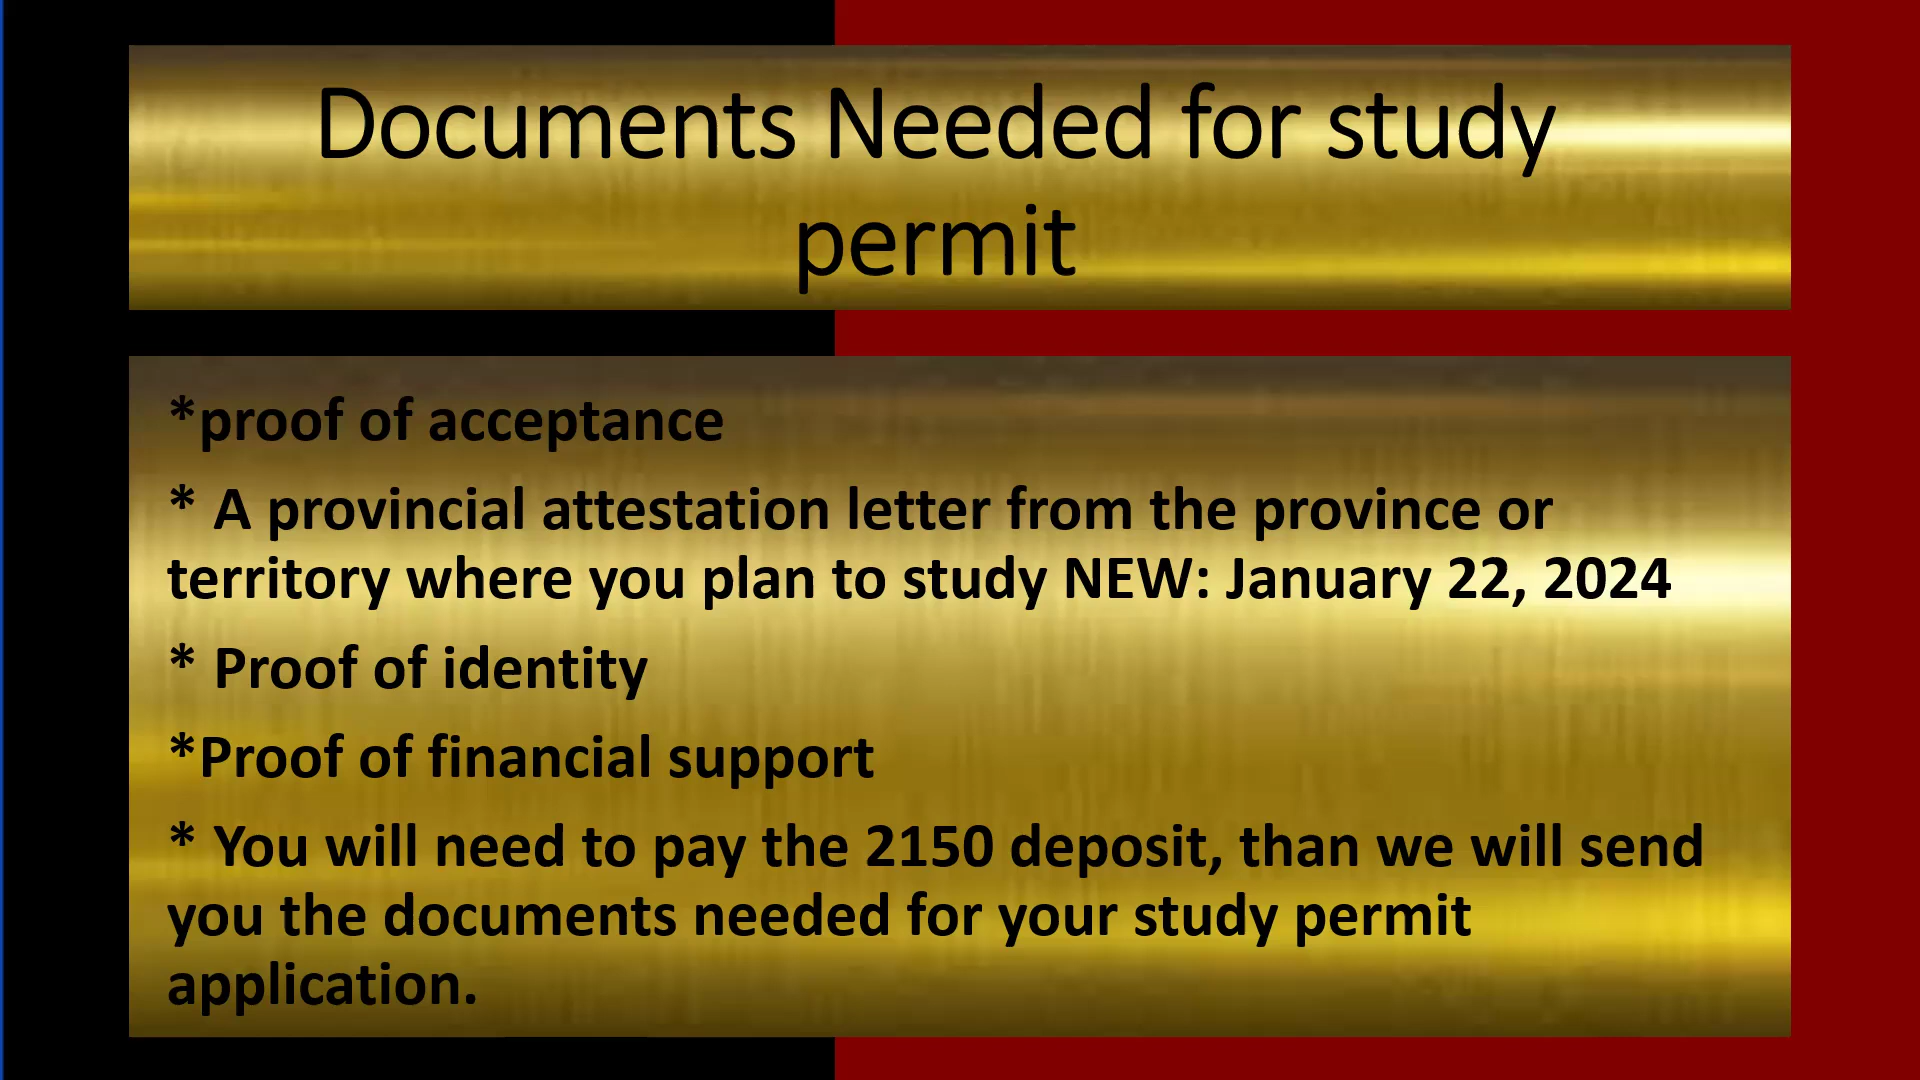 Documents Needed for study
permit
*proof of acceptance
* A provincial attestation letter from the province or
territory where you plan to study NEW: January 22, 2024
* Proof of identity
*Proof of financial support
* You will need to pay the 2150 deposit, than we will send
you the documents needed for your study permit
application.